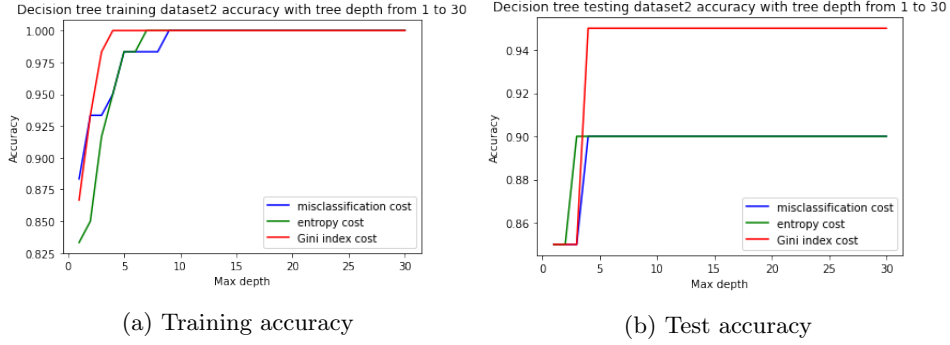 Decision tree training dataset2 accuracy with tree depth from 1 to 30
1.000
0.975
0.950
0.925
0.900
0.875
0.850
0.825
Accuracy
0
5
10
15
20
25
30
Max depth
misclassification cost
entropy cost
Gini index cost
(a) Training accuracy
Decision tree testing dataset2 accuracy with tree depth from 1 to 30
0.94
0.92
0.90
0.88
0.86
Accuracy
0
5
10
15
20
25
30
Max depth
misclassification cost
entropy cost
Gini index cost
(b) Test accuracy